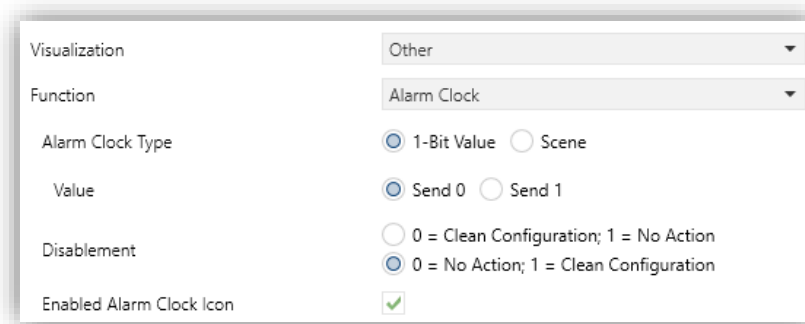 Visualization Other
Function Alarm Clock
Alarm Clock Type 1-Bit Value Scene
Value Send 0 Send 1
Disablement
0 = Clean Configuration; 1 = No Action
0 = No Action; 1 = Clean Configuration
Enabled Alarm Clock Icon